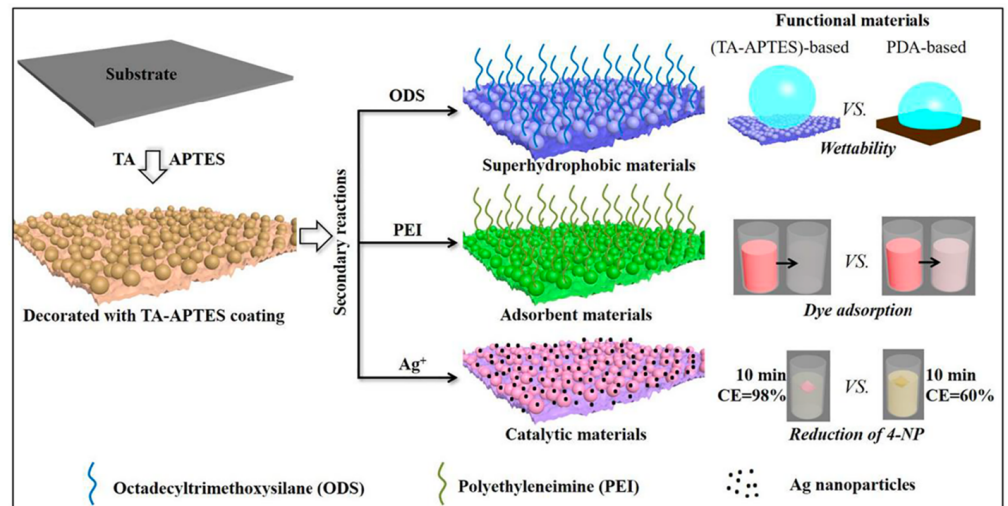 Functional materials
(TA-APTES)-based PDA-based
Substrate
ODS
VS.
TA APTES
Wettability
Superhydrophobic materials
Secondary reactions
PEI
VS.
Decorated with TA-APTES coating
Adsorbent materials
Dye adsorption
Ag⁺
10 min
CE=98%
VS.
10 min
CE=60%
Catalytic materials
Reduction of 4-NP
Octadecyltrimethoxysilane (ODS)
Polyethyleneimine (PEI)
Ag nanoparticles